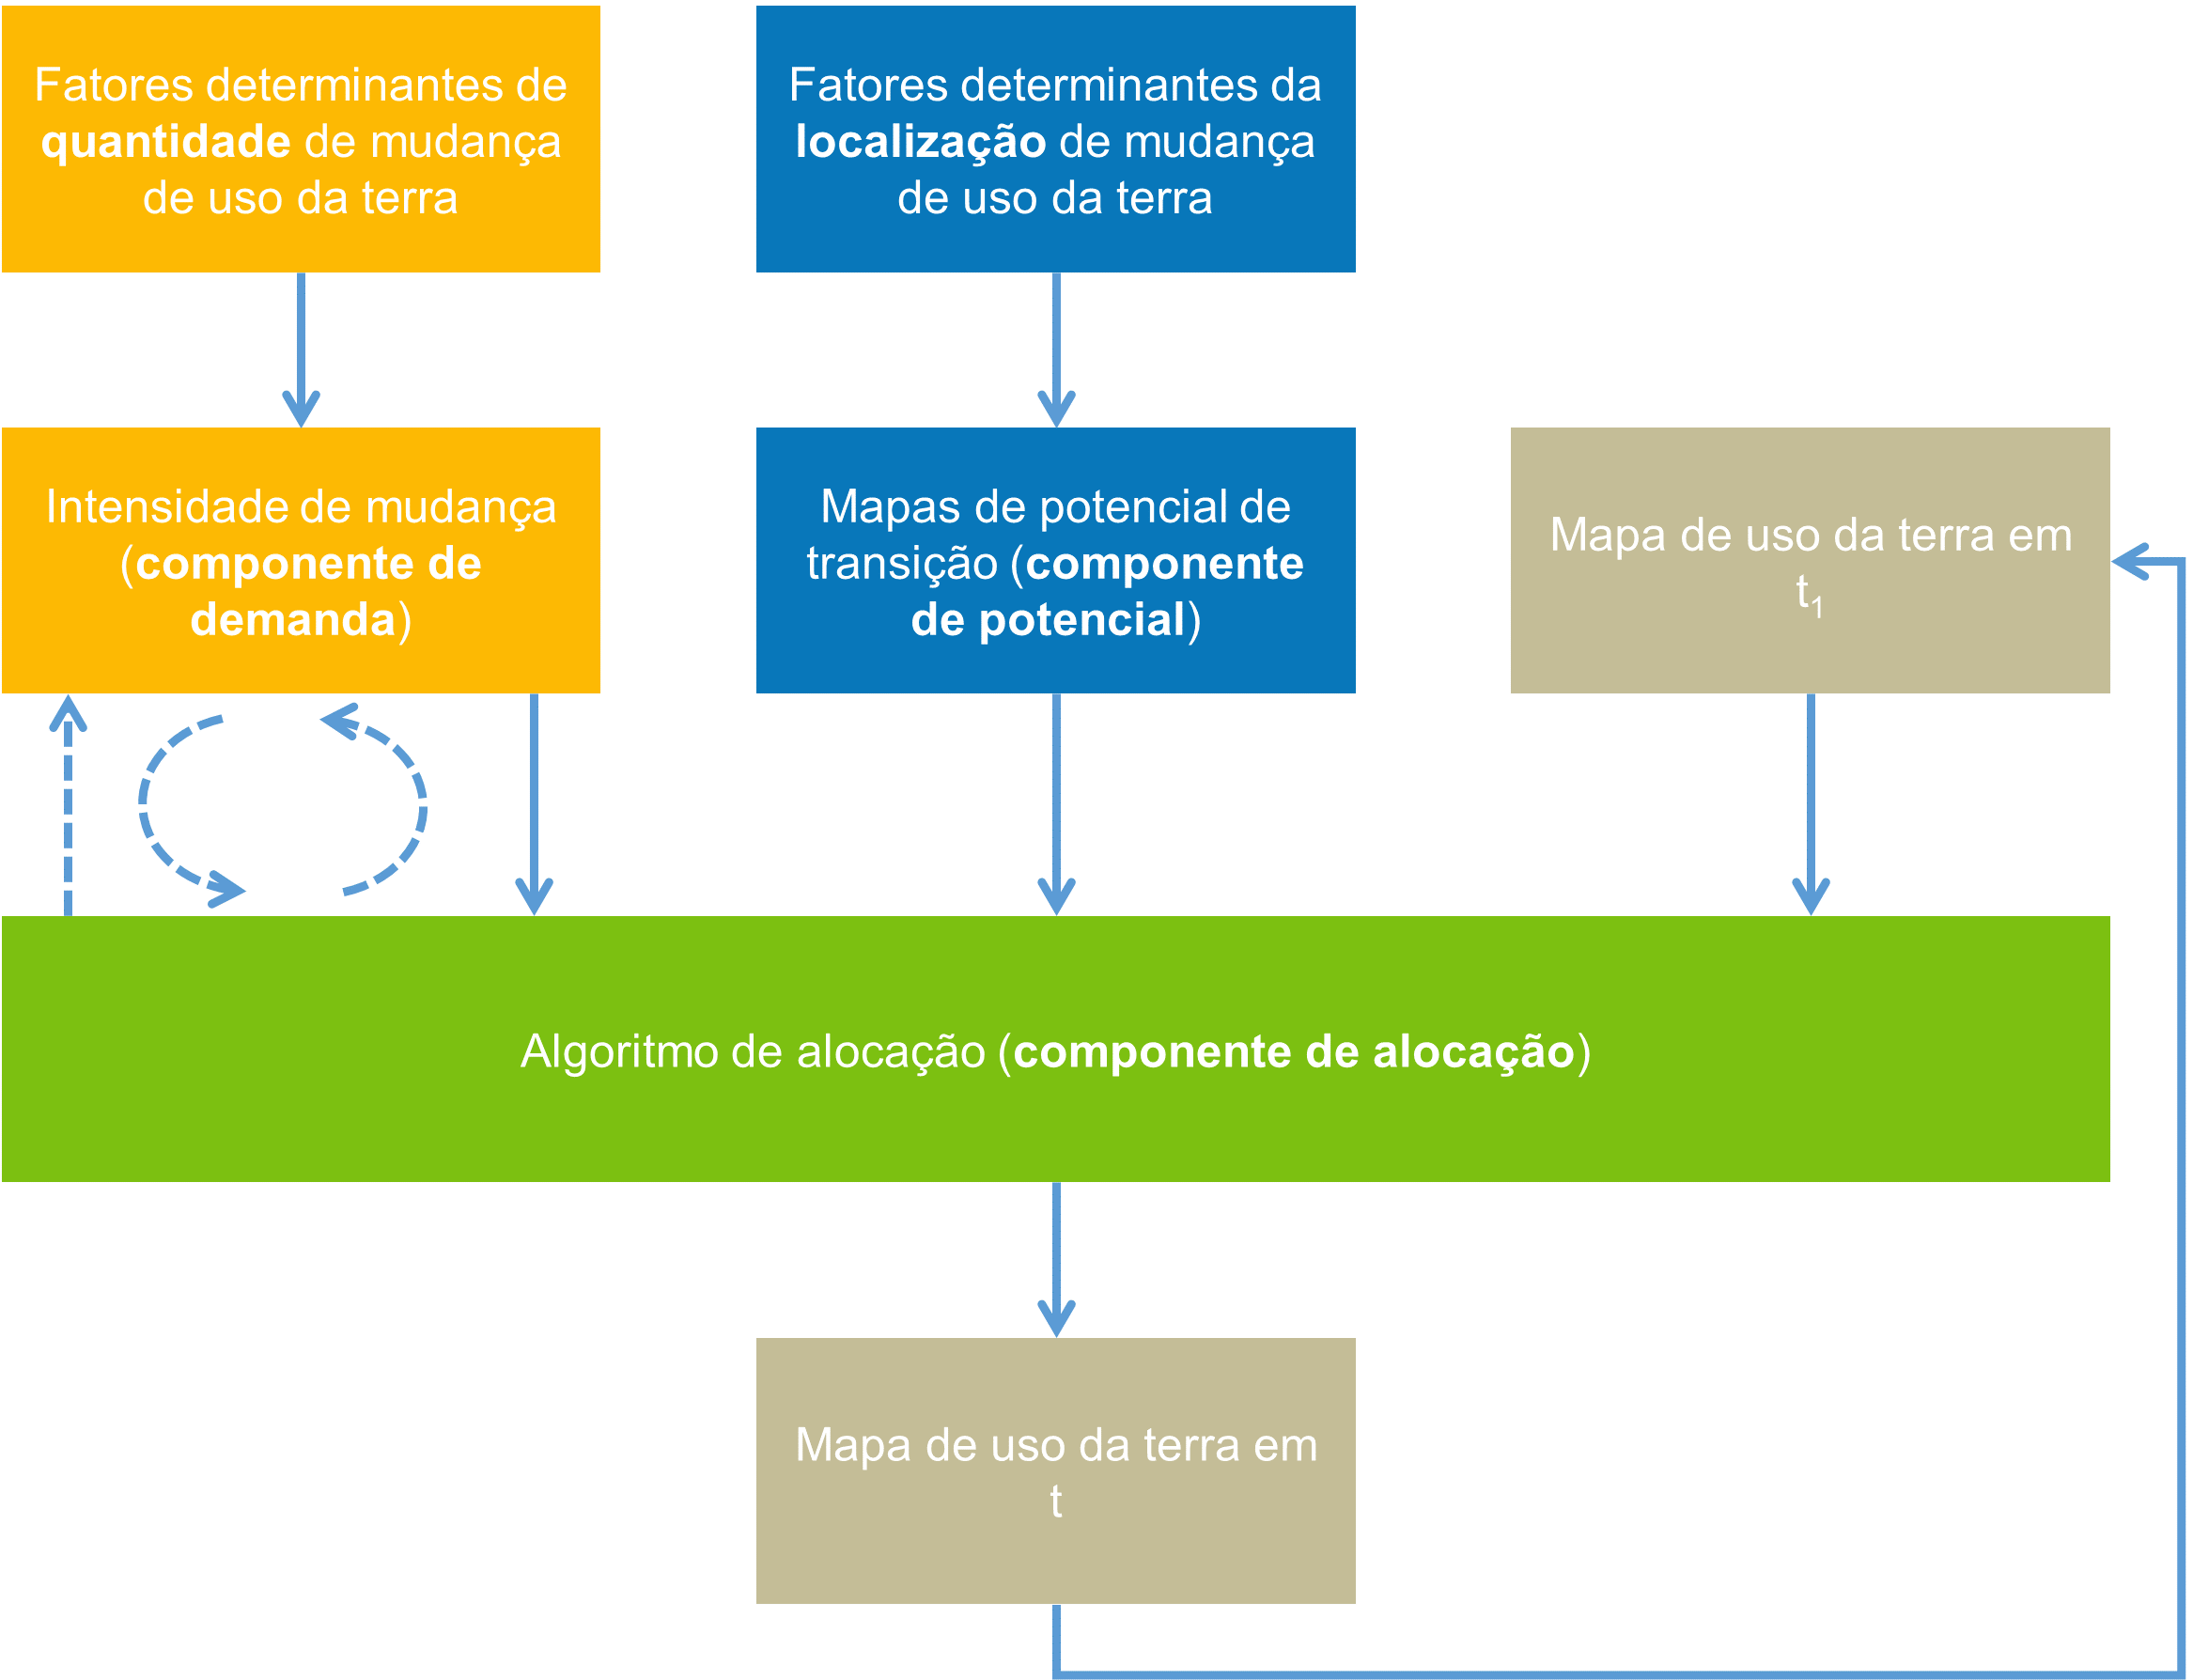 Fatores determinantes de
quantidade de mudança
de uso da terra
Fatores determinantes da
localização de mudança
de uso da terra
Intensidade de mudança
(componente de
demanda)
Mapas de potencial de
transição (componente
de potencial)
Mapa de uso da terra em
t₁
Algoritmo de alocação (componente de alocação)
Mapa de uso da terra em
t